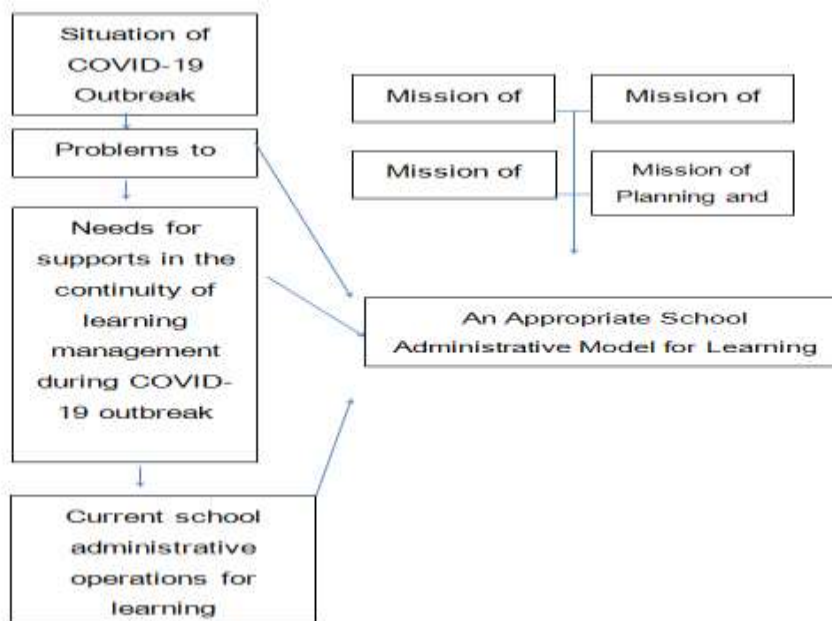 Situation of
COVID-19
Outbreak
Problems to
Needs for
supports in the
continuity of
learning
management
during COVID-
19 outbreak
Current school
administrative
operations for
learning
Mission of
Mission of
Mission of
Mission of
Planning and
An Appropriate School
Administrative Model for Learning